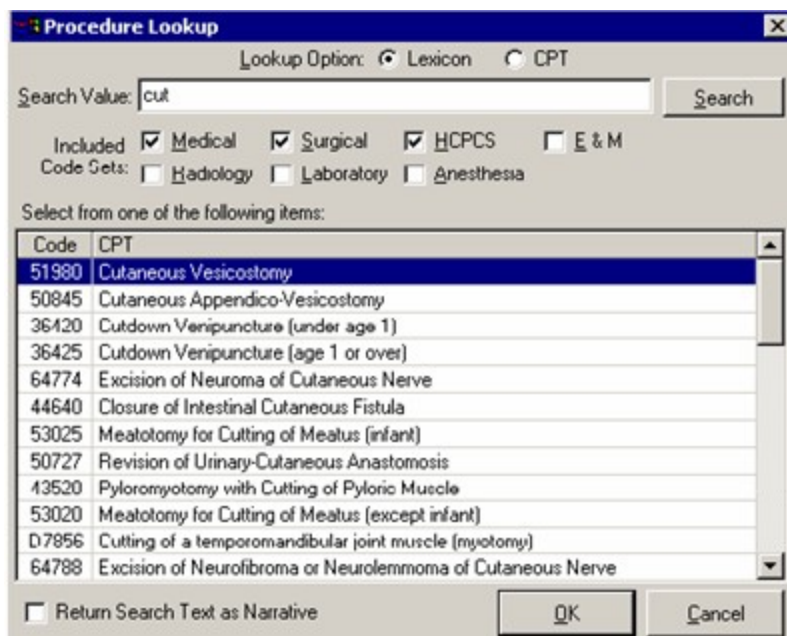 Procedure Lookup
Lookup Option: Lexicon CPT
Search Value: cut Search
Included Code Sets: Medical Surgical HCPCS E & M
Radiology Laboratory Anesthesia
Select from one of the following items:
Code CPT
51980 Cutaneous Vesicostomy
50845 Cutaneous Appendico-Vesicostomy
36420 Cutdown Venipuncture (under age 1)
36425 Cutdown Venipuncture (age 1 or over)
64774 Excision of Neuroma of Cutaneous Nerve
44640 Closure of Intestinal Cutaneous Fistula
53025 Meatotomy for Cutting of Meatus (infant)
50727 Revision of Urinary-Cutaneous Anastomosis
43520 Pyloromyotomy with Cutting of Pyloric Muscle
53020 Meatotomy for Cutting of Meatus (except infant)
D7856 Cutting of a temporomandibular joint muscle (myotomy)
64788 Excision of Neurofibroma or Neurolemmoma of Cutaneous Nerve
Return Search Text as Narrative OK Cancel